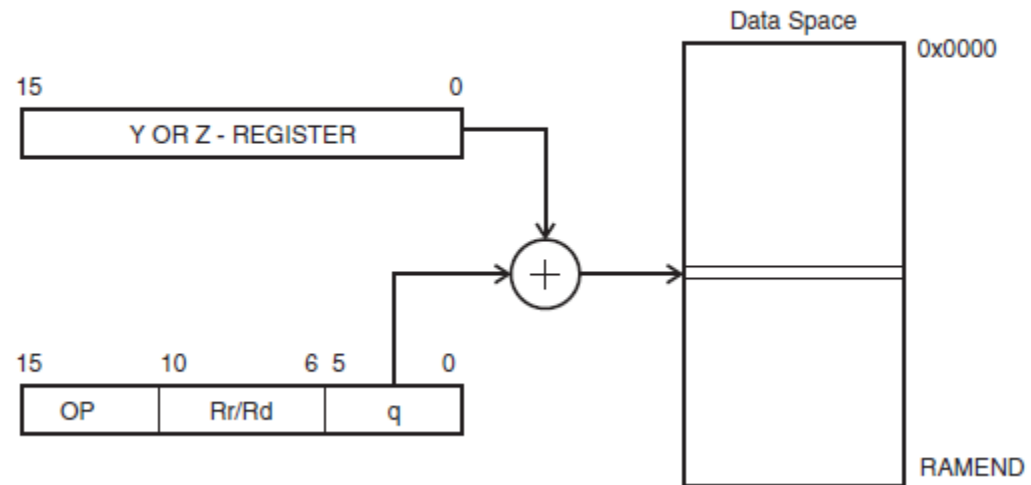 Data Space
0x0000
15 0
Y OR Z - REGISTER
+
15 10 6 5 0
OP Rr/Rd q
RAMEND